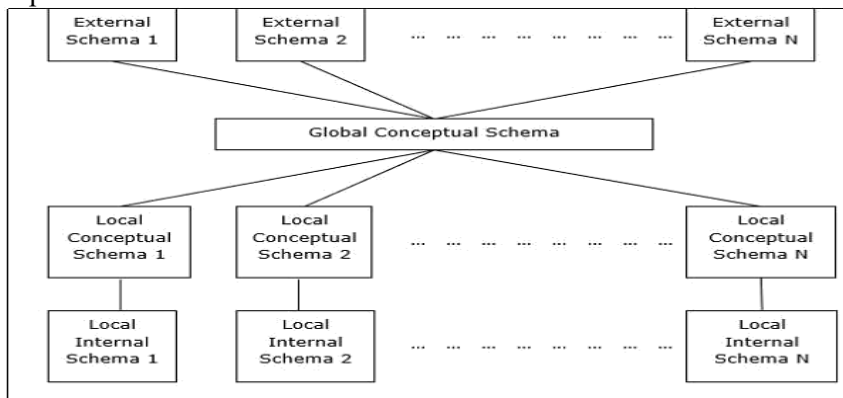 External
Schema 1
External
Schema 2
... ... ... ... ... ... ... ...
External
Schema N
Global Conceptual Schema
Local
Conceptual
Schema 1
Local
Conceptual
Schema 2
... ... ... ... ... ... ... ...
Local
Conceptual
Schema N
Local
Internal
Schema 1
Local
Internal
Schema 2
... ... ... ... ... ... ... ...
Local
Internal
Schema N